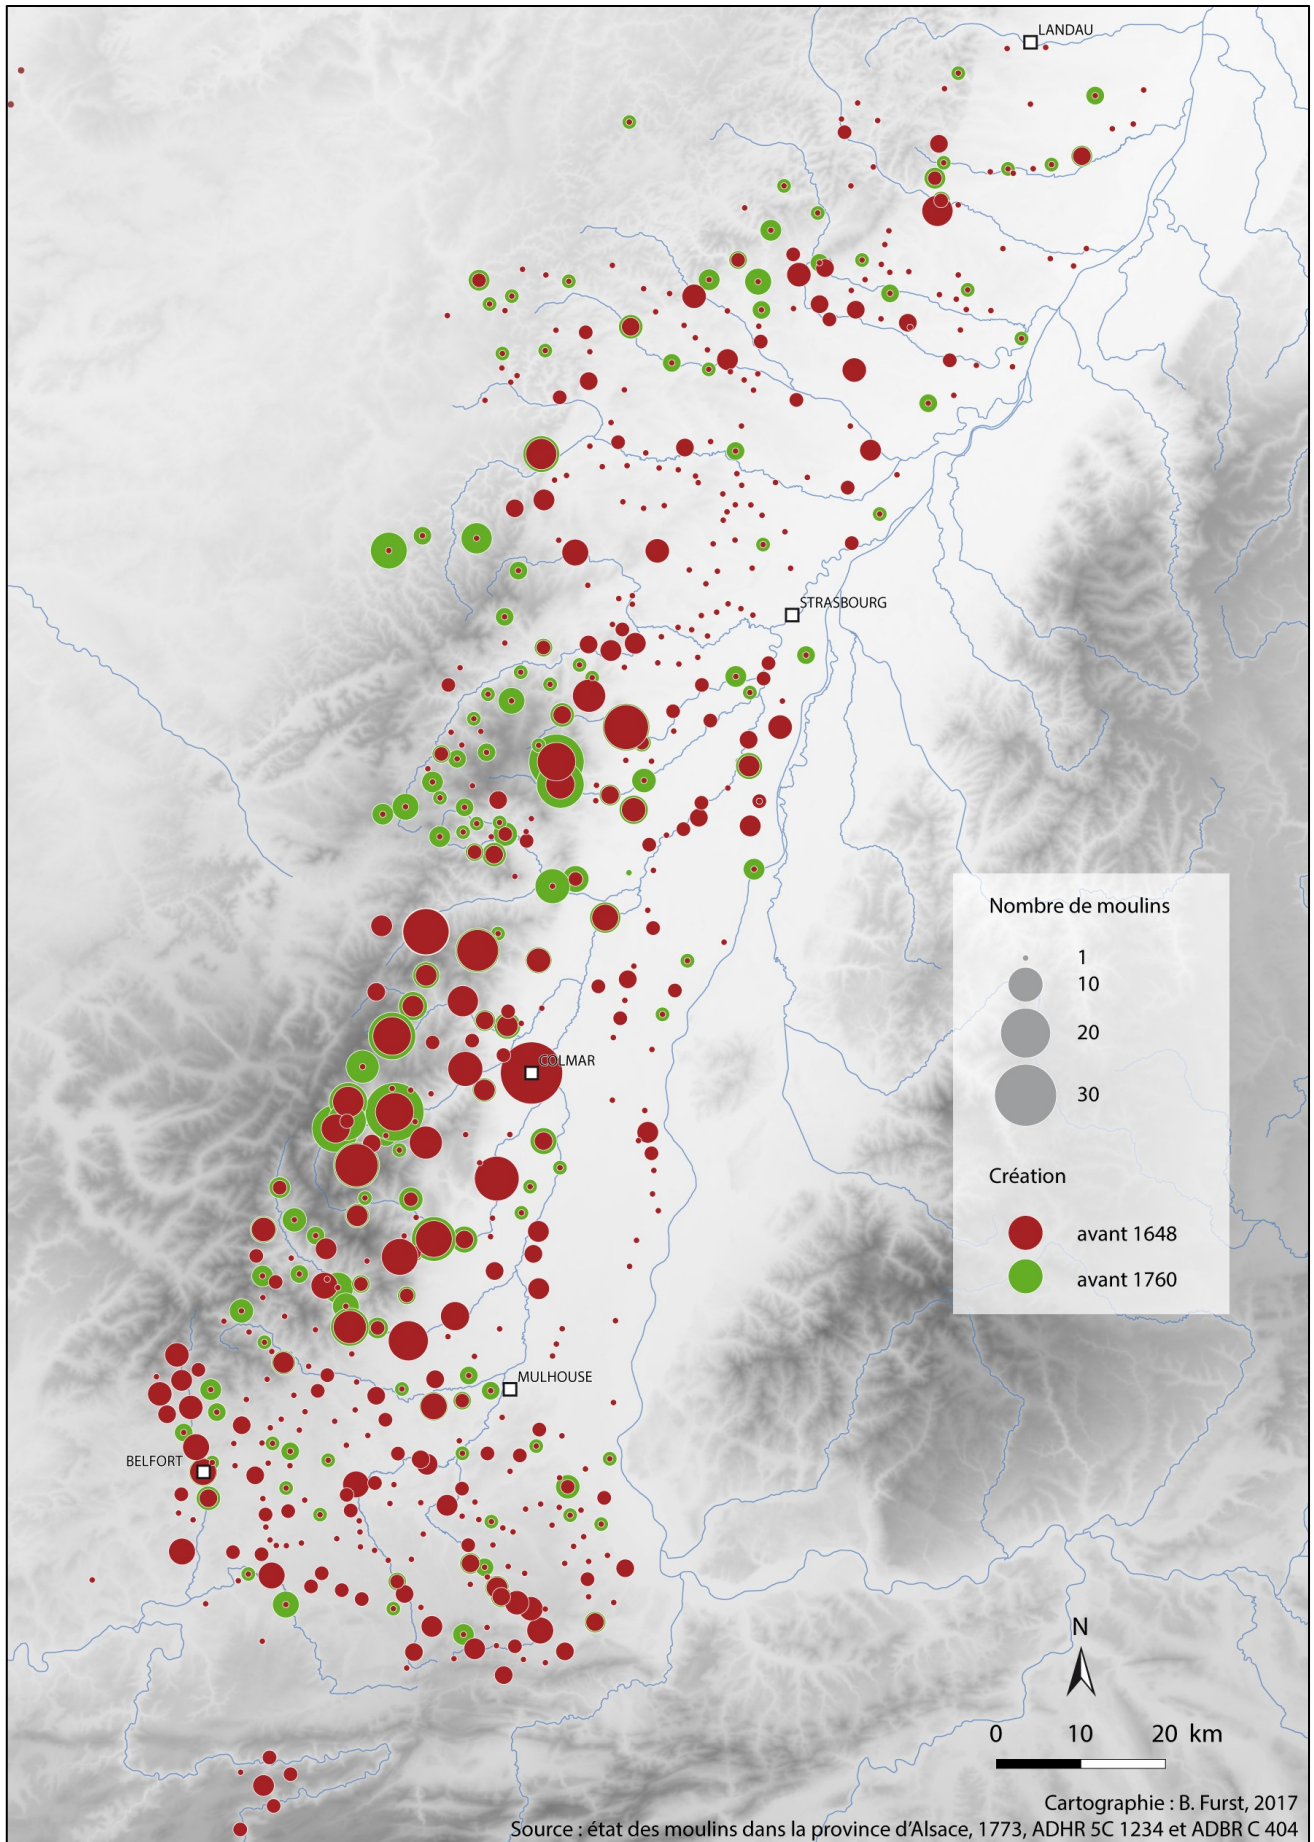 LANDAU
STRASBOURG
Nombre de moulins
1
10
20
30
COLMAR
Création
avant 1648
avant 1760
MULHOUSE
BELFORT
N
0 10 20 km
Cartographie : B. Furst, 2017
Source : état des moulins dans la province d'Alsace, 1773, ADHR 5C 1234 et ADBR C 404